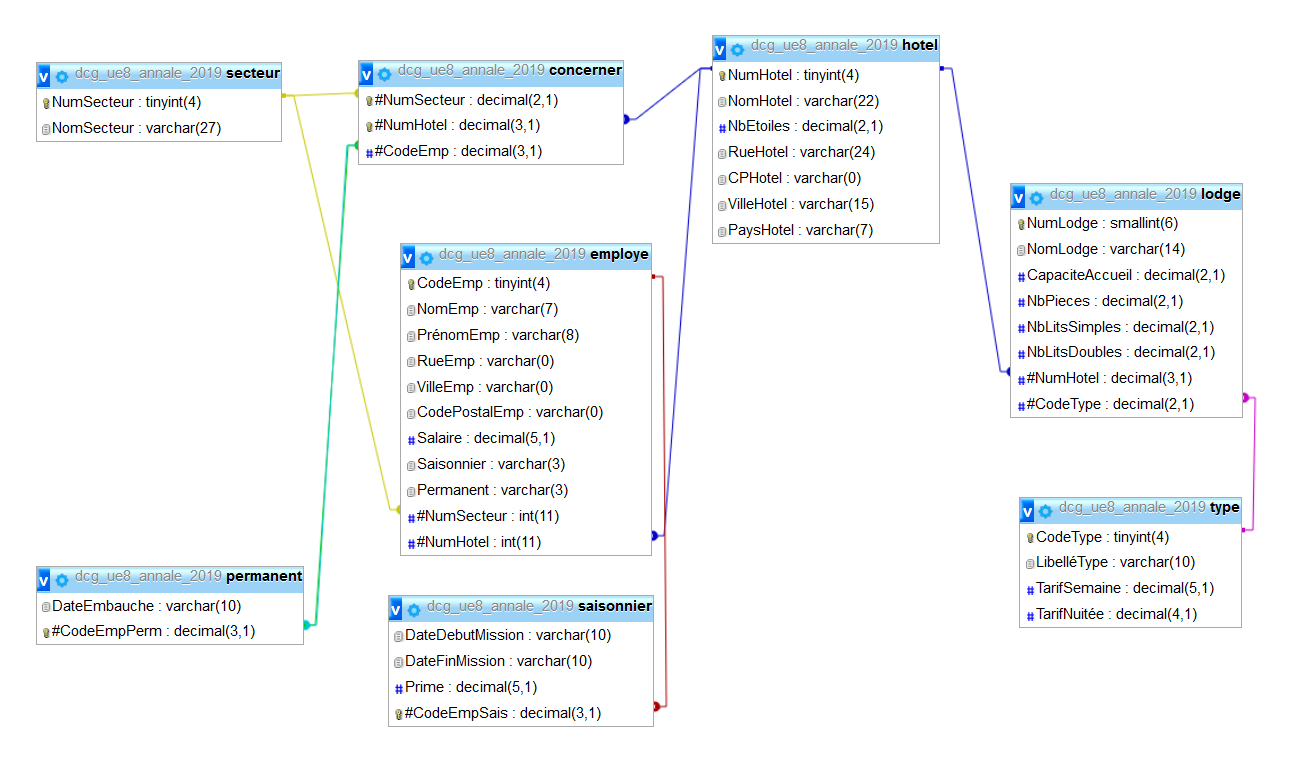 dcg_ue8_annale_2019 secteur
NumSecteur : tinyint(4)
NomSecteur : varchar(27)
dcg_ue8_annale_2019 concerner
#NumSecteur : decimal(2,1)
#NumHotel : decimal(3,1)
#CodeEmp : decimal(3,1)
dcg_ue8_annale_2019 hotel
NumHotel : tinyint(4)
NomHotel : varchar(22)
NbEtoiles : decimal(2,1)
RueHotel : varchar(24)
CPHotel : varchar(0)
VilleHotel : varchar(15)
PaysHotel : varchar(7)
dcg_ue8_annale_2019 lodge
NumLodge : smallint(6)
NomLodge : varchar(14)
CapaciteAccueil : decimal(2,1)
NbPieces : decimal(2,1)
NbLitsSimples : decimal(2,1)
NbLitsDoubles : decimal(2,1)
#NumHotel : decimal(3,1)
#CodeType : decimal(2,1)
dcg_ue8_annale_2019 employe
CodeEmp : tinyint(4)
NomEmp : varchar(7)
PrénomEmp : varchar(8)
RueEmp : varchar(0)
VilleEmp : varchar(0)
CodePostalEmp : varchar(0)
Salaire : decimal(5,1)
Saisonnier : varchar(3)
Permanent : varchar(3)
#NumSecteur : int(11)
#NumHotel : int(11)
dcg_ue8_annale_2019 type
CodeType : tinyint(4)
LibelléType : varchar(10)
TarifSemaine : decimal(5,1)
TarifNuitée : decimal(4,1)
dcg_ue8_annale_2019 permanent
DateEmbauche : varchar(10)
#CodeEmpPerm : decimal(3,1)
dcg_ue8_annale_2019 saisonnier
DateDebutMission : varchar(10)
DateFinMission : varchar(10)
Prime : decimal(5,1)
#CodeEmpSais : decimal(3,1)